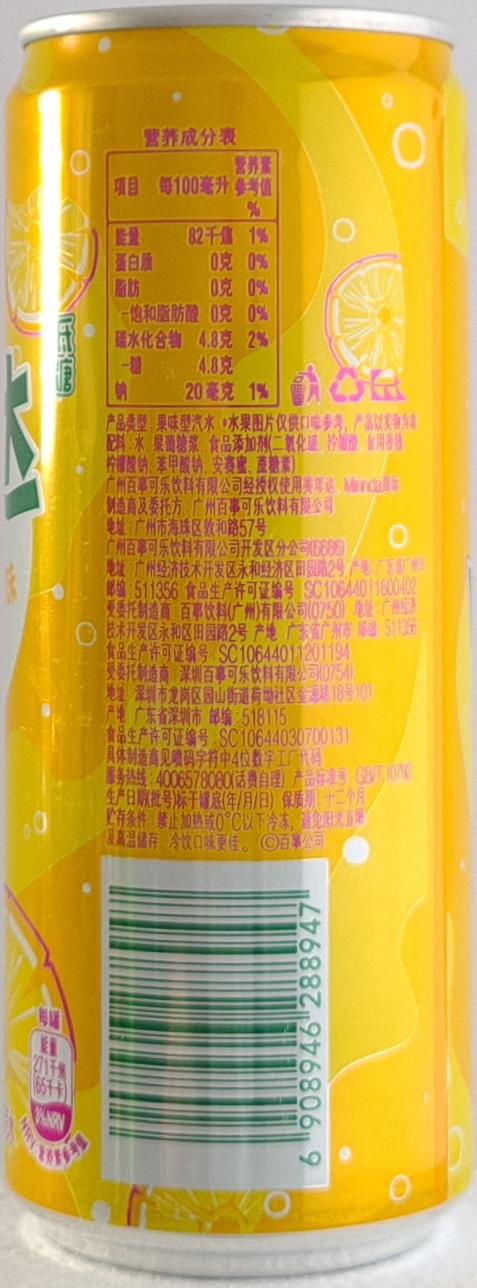 营养成分表
项目 每100毫升 营养素参考值%
能量 82千焦 1%
蛋白质 0克 0%
脂肪 0克 0%
-饱和脂肪酸 0克 0%
碳水化合物 4.8克 2%
-糖 4.8克
钠 20毫克 1%
产品类型:果味型汽水 *水果图片仅供口味参考,产品以实物为准
配料:水,果葡糖浆,食品添加剂(二氧化碳,柠檬酸,食用香精,
柠檬酸钠,苯甲酸钠,安赛蜜,蔗糖素)
广州百事可乐饮料有限公司经授权使用美年达,Mirinda商标
制造商及委托方:广州百事可乐饮料有限公司
地址:广州市海珠区敦和路57号
广州百事可乐饮料有限公司开发区分公司(6686)
地址:广州经济技术开发区永和经济区田园路2号 产地:广东省广州市
邮编:511356 食品生产许可证编号:SC10644011600402
受委托制造商:百事饮料(广州)有限公司(0750) 地址:广州经济
技术开发区永和区田园路2号 产地:广东省广州市 邮编:511356
食品生产许可证编号:SC10644011201194
受委托制造商:深圳百事可乐饮料有限公司(0754)
地址:深圳市龙岗区园山街道荷坳社区金源路18号101
产地:广东省深圳市 邮编:518115
食品生产许可证编号:SC10644030700131
具体制造商见喷码字符中4位数字工厂代码
服务热线:4006578080(话费自理) 产品标准号:GB/T 10792
生产日期(批号)标于罐底(年/月/日) 保质期:十二个月
贮存条件:禁止加热或0°C以下冷冻,避免阳光直晒
及高温储存,冷饮口味更佳。 ©百事公司
6 908946 288947
每罐
能量
271千焦
(65千卡)
3%NRV
NRV:营养素参考值